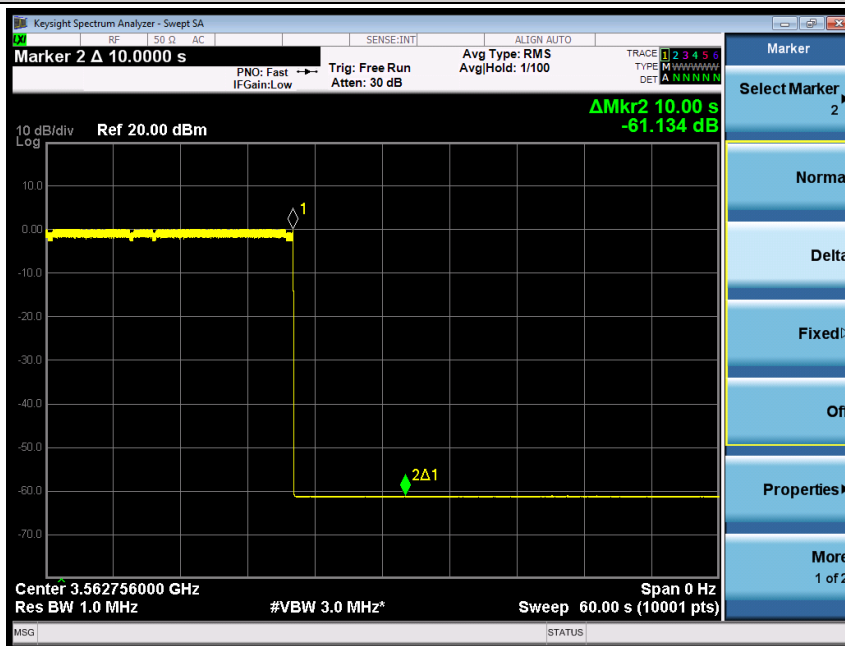 Keysight Spectrum Analyzer - Swept SA
LXI
RF
50 Ω
AC
SENSE:INT
ALIGN AUTO
Marker 2 Δ 10.0000 s
PNO: Fast
IFGain:Low
Trig: Free Run
Atten: 30 dB
Avg Type: RMS
Avg|Hold: 1/100
TRACE 1 2 3 4 5 6
TYPE M W W W W W
DET A N N N N N
ΔMkr2 10.00 s
-61.134 dB
10 dB/div
Log
Ref 20.00 dBm
10.0
0.00
-10.0
-20.0
-30.0
-40.0
-50.0
-60.0
-70.0
1
2Δ1
Center 3.562756000 GHz
Span 0 Hz
Res BW 1.0 MHz
#VBW 3.0 MHz*
Sweep 60.00 s (10001 pts)
MSG
STATUS
Marker
Select Marker
2
Norma
Delta
Fixed
Off
Properties
More
1 of 2